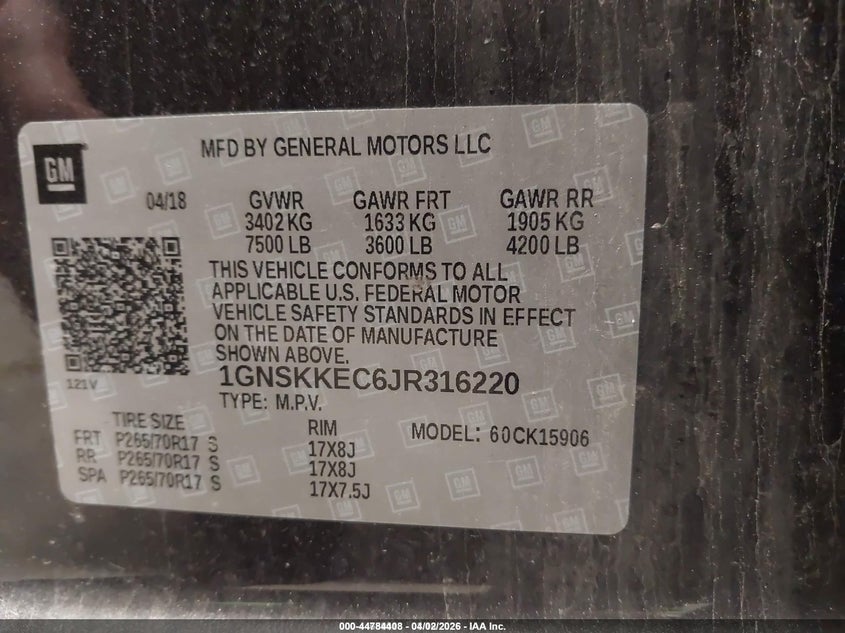 GM
MFD BY GENERAL MOTORS LLC
04/18 GVWR GAWR FRT GAWR RR
3402 KG 1633 KG 1905 KG
7500 LB 3600 LB 4200 LB
THIS VEHICLE CONFORMS TO ALL
APPLICABLE U.S. FEDERAL MOTOR
VEHICLE SAFETY STANDARDS IN EFFECT
ON THE DATE OF MANUFACTURE
SHOWN ABOVE.
121V
1GNSKKEC6JR316220
TYPE: M.P.V.
TIRE SIZE RIM MODEL: 60CK15906
FRT P265/70R17 S 17X8J
RR P265/70R17 S 17X8J
SPA P265/70R17 S 17X7.5J
000-44784408 - 04/02/2026 - IAA Inc.